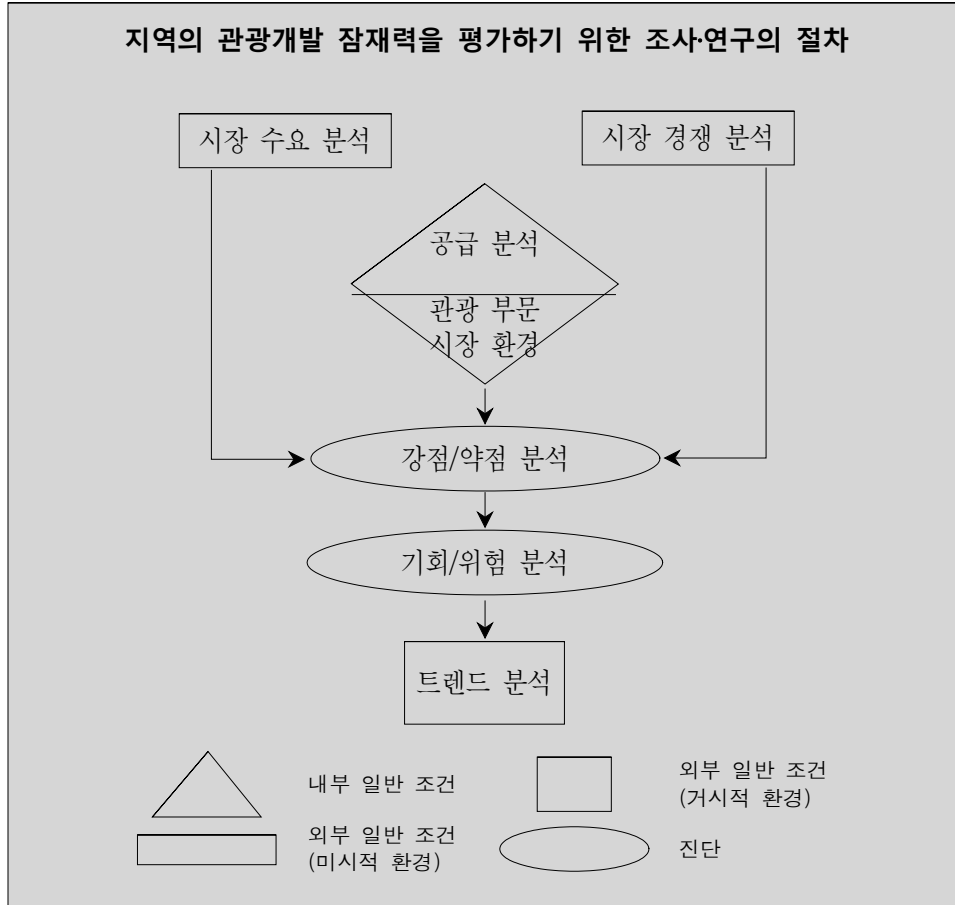 지역의 관광개발 잠재력을 평가하기 위한 조사·연구의 절차
시장 수요 분석
시장 경쟁 분석
공급 분석
관광 부문
시장 환경
강점/약점 분석
기회/위험 분석
트렌드 분석
내부 일반 조건
외부 일반 조건
(거시적 환경)
외부 일반 조건
(미시적 환경)
진단